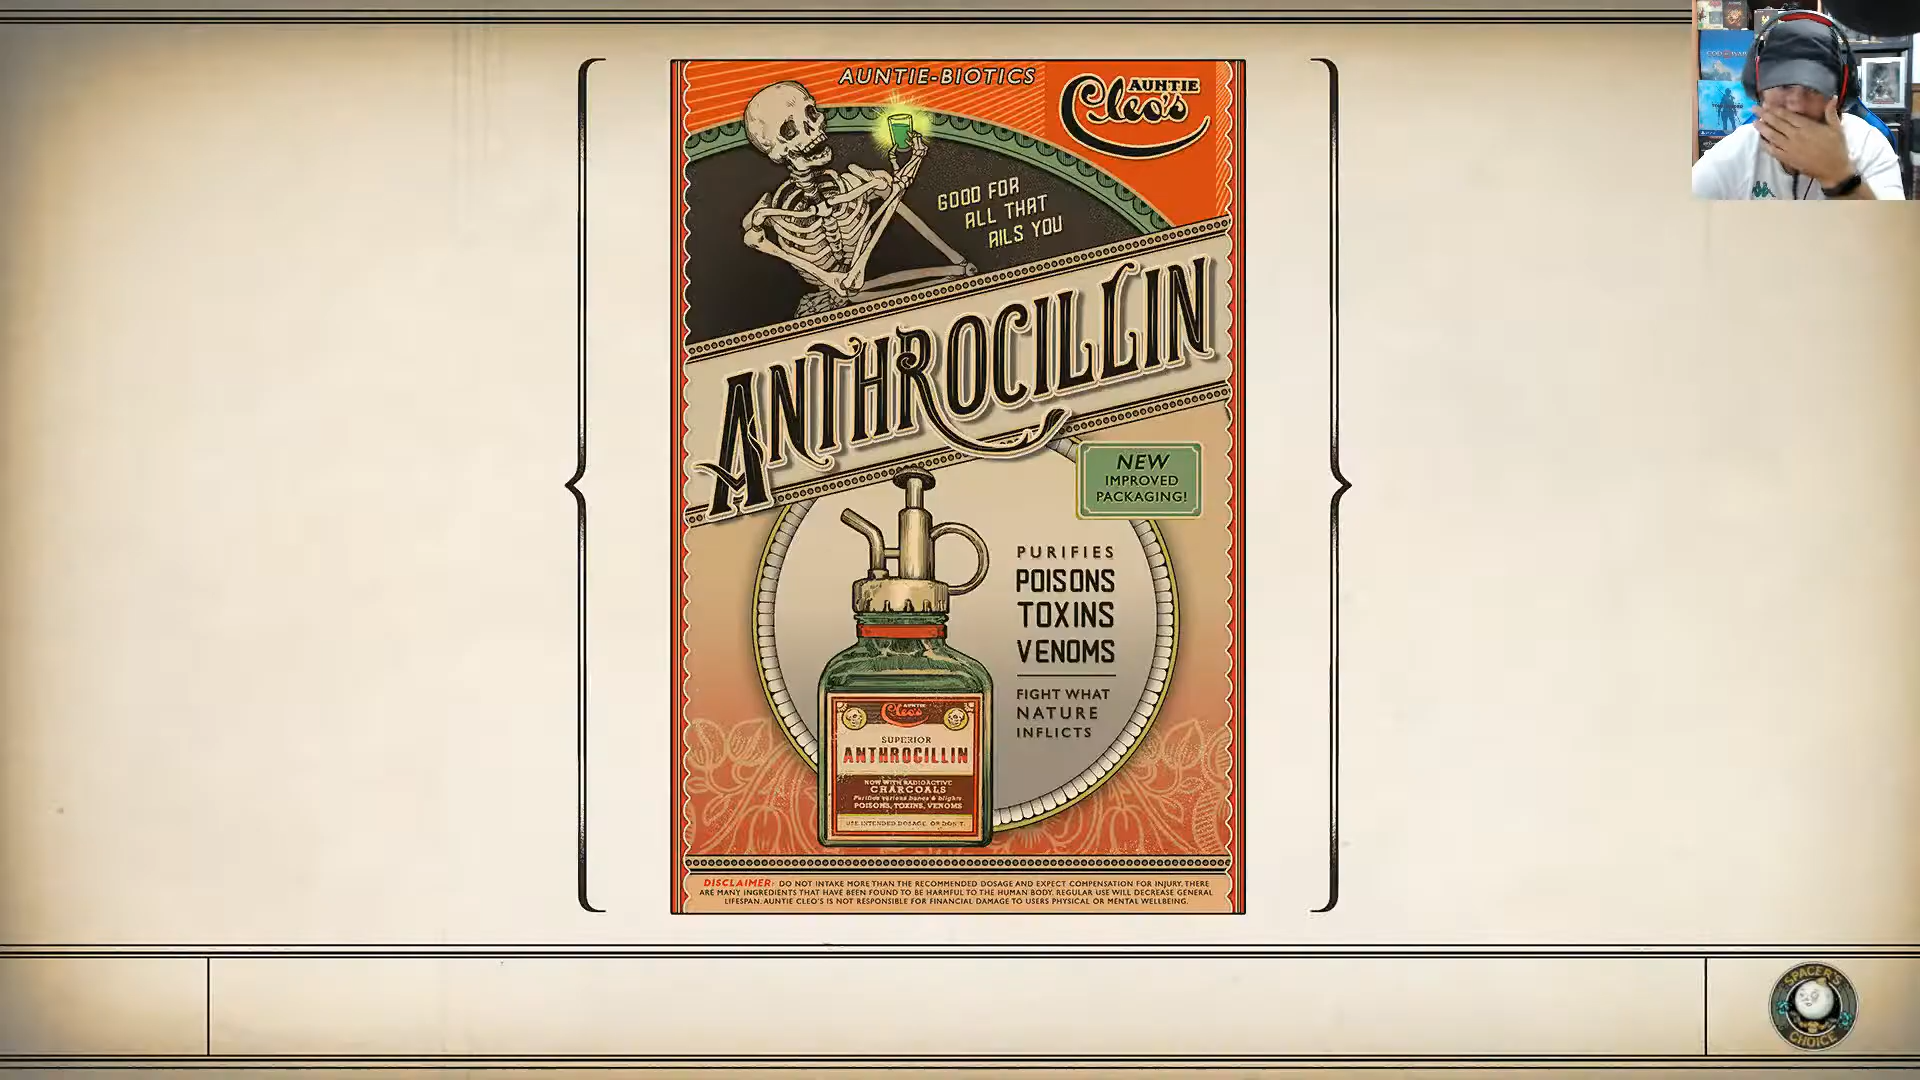 AUNTIE-BIOTICS
AUNTIE
Cleo's
GOOD FOR
ALL THAT
AILS YOU
ANTHROCILLIN
NEW
IMPROVED
PACKAGING!
PURIFIES
POISONS
TOXINS
VENOMS
FIGHT WHAT
NATURE
INFLICTS
AUNTIE
Cleo's
SUPERIOR
ANTHROCILLIN
NOW WITH RADIOACTIVE
CHARCOALS
Purifies various banes & blights
POISONS, TOXINS, VENOMS
USE INTENDED DOSAGE. OR DON'T.
DISCLAIMER: DO NOT INTAKE MORE THAN THE RECOMMENDED DOSAGE AND EXPECT COMPENSATION FOR INJURY. THERE
ARE MANY INGREDIENTS THAT HAVE BEEN FOUND TO BE HARMFUL TO THE HUMAN BODY. REGULAR USE WILL DECREASE GENERAL
LIFESPAN. AUNTIE CLEO'S IS NOT RESPONSIBLE FOR FINANCIAL DAMAGE TO USERS PHYSICAL OR MENTAL WELLBEING.
SPACER'S
CHOICE